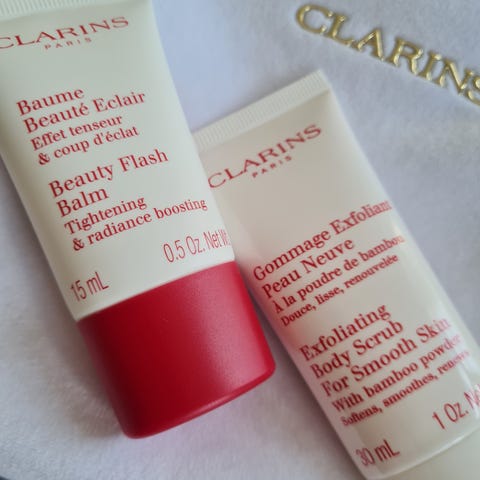 CLARINS
PARIS
Baume
Beauté Eclair
Effet tenseur
& coup d'éclat
Beauty Flash
Balm
Tightening
& radiance boosting
15 mL 0.5 Oz. Net
CLARINS
PARIS
Gommage Exfoliant
Peau Neuve
A la poudre de bambou
Douce, lisse, renouvelée
Exfoliating
Body Scrub
For Smooth Skin
With bamboo powder
Softens, smoothes,
30 mL 1 Oz.
CLARINS